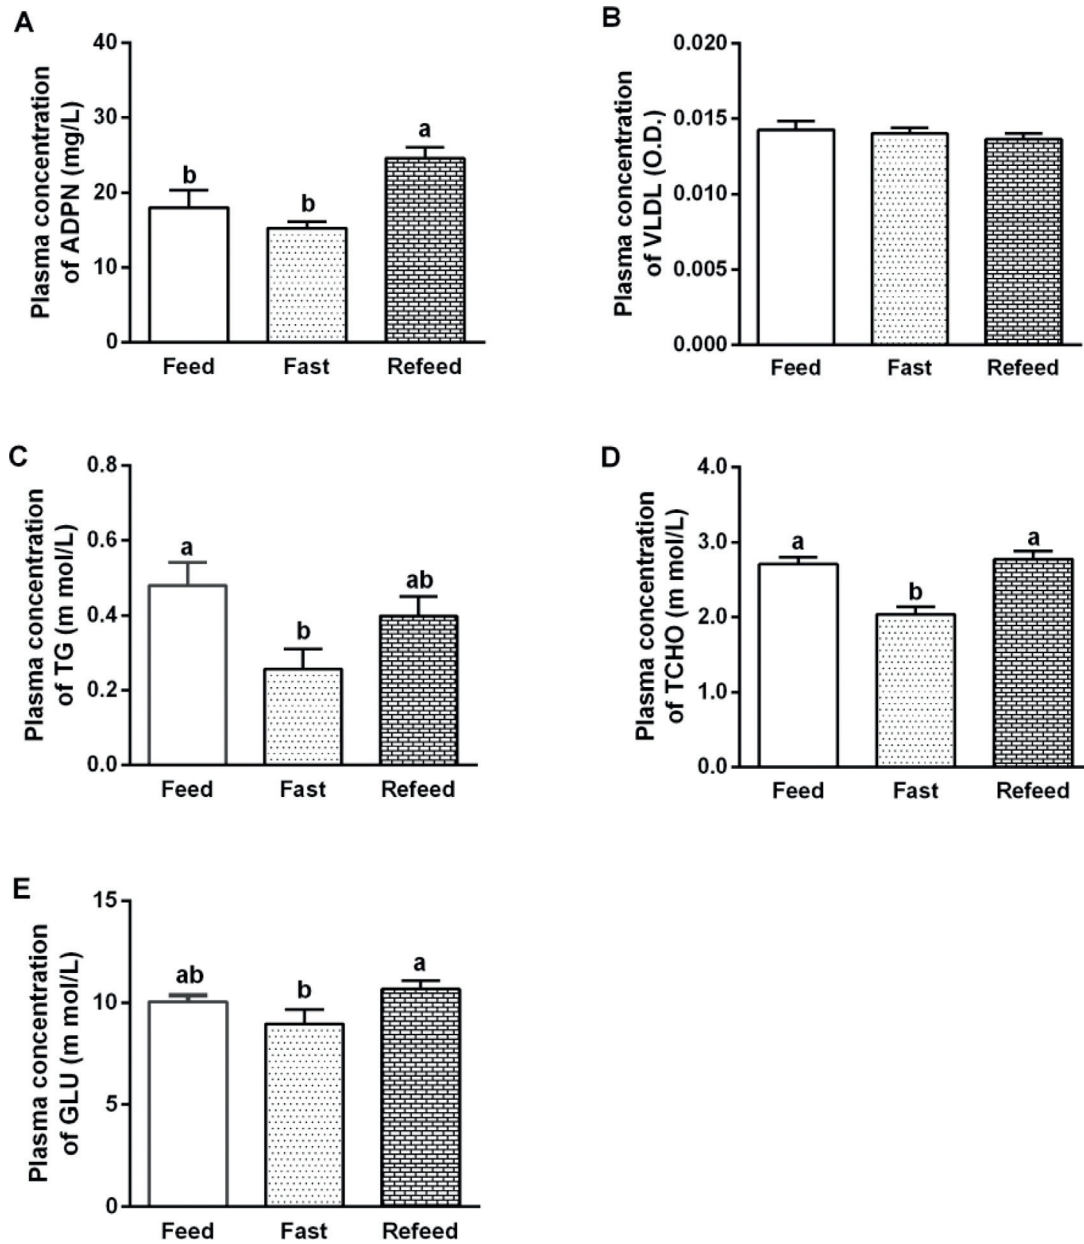 A
Plasma concentration
of ADPN (mg/L)
40
30
20
10
0
b
b
a
Feed Fast Refeed
B
Plasma concentration
of VLDL (O.D.)
0.020
0.015
0.010
0.005
0.000
Feed Fast Refeed
C
Plasma concentration
of TG (m mol/L)
0.8
0.6
0.4
0.2
0.0
a
b
ab
Feed Fast Refeed
D
Plasma concentration
of TCHO (m mol/L)
4.0
3.0
2.0
1.0
0.0
a
b
a
Feed Fast Refeed
E
Plasma concentration
of GLU (m mol/L)
15
10
5
0
ab
b
a
Feed Fast Refeed